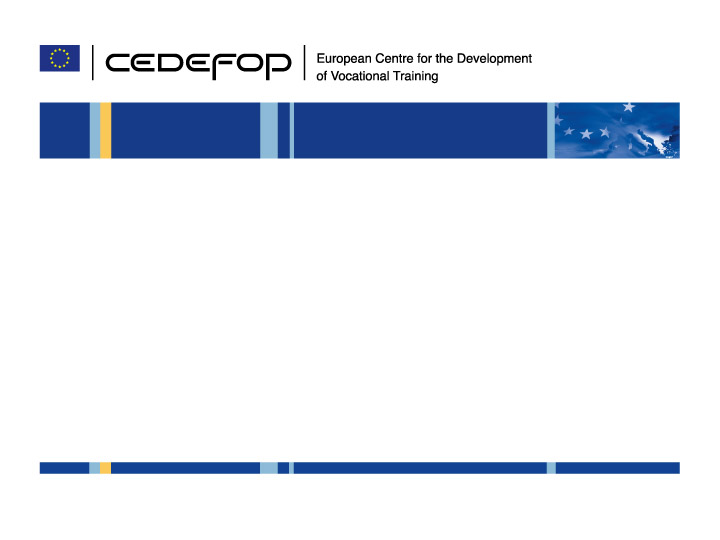 CEDEFOP
European Centre for the Development
of Vocational Training